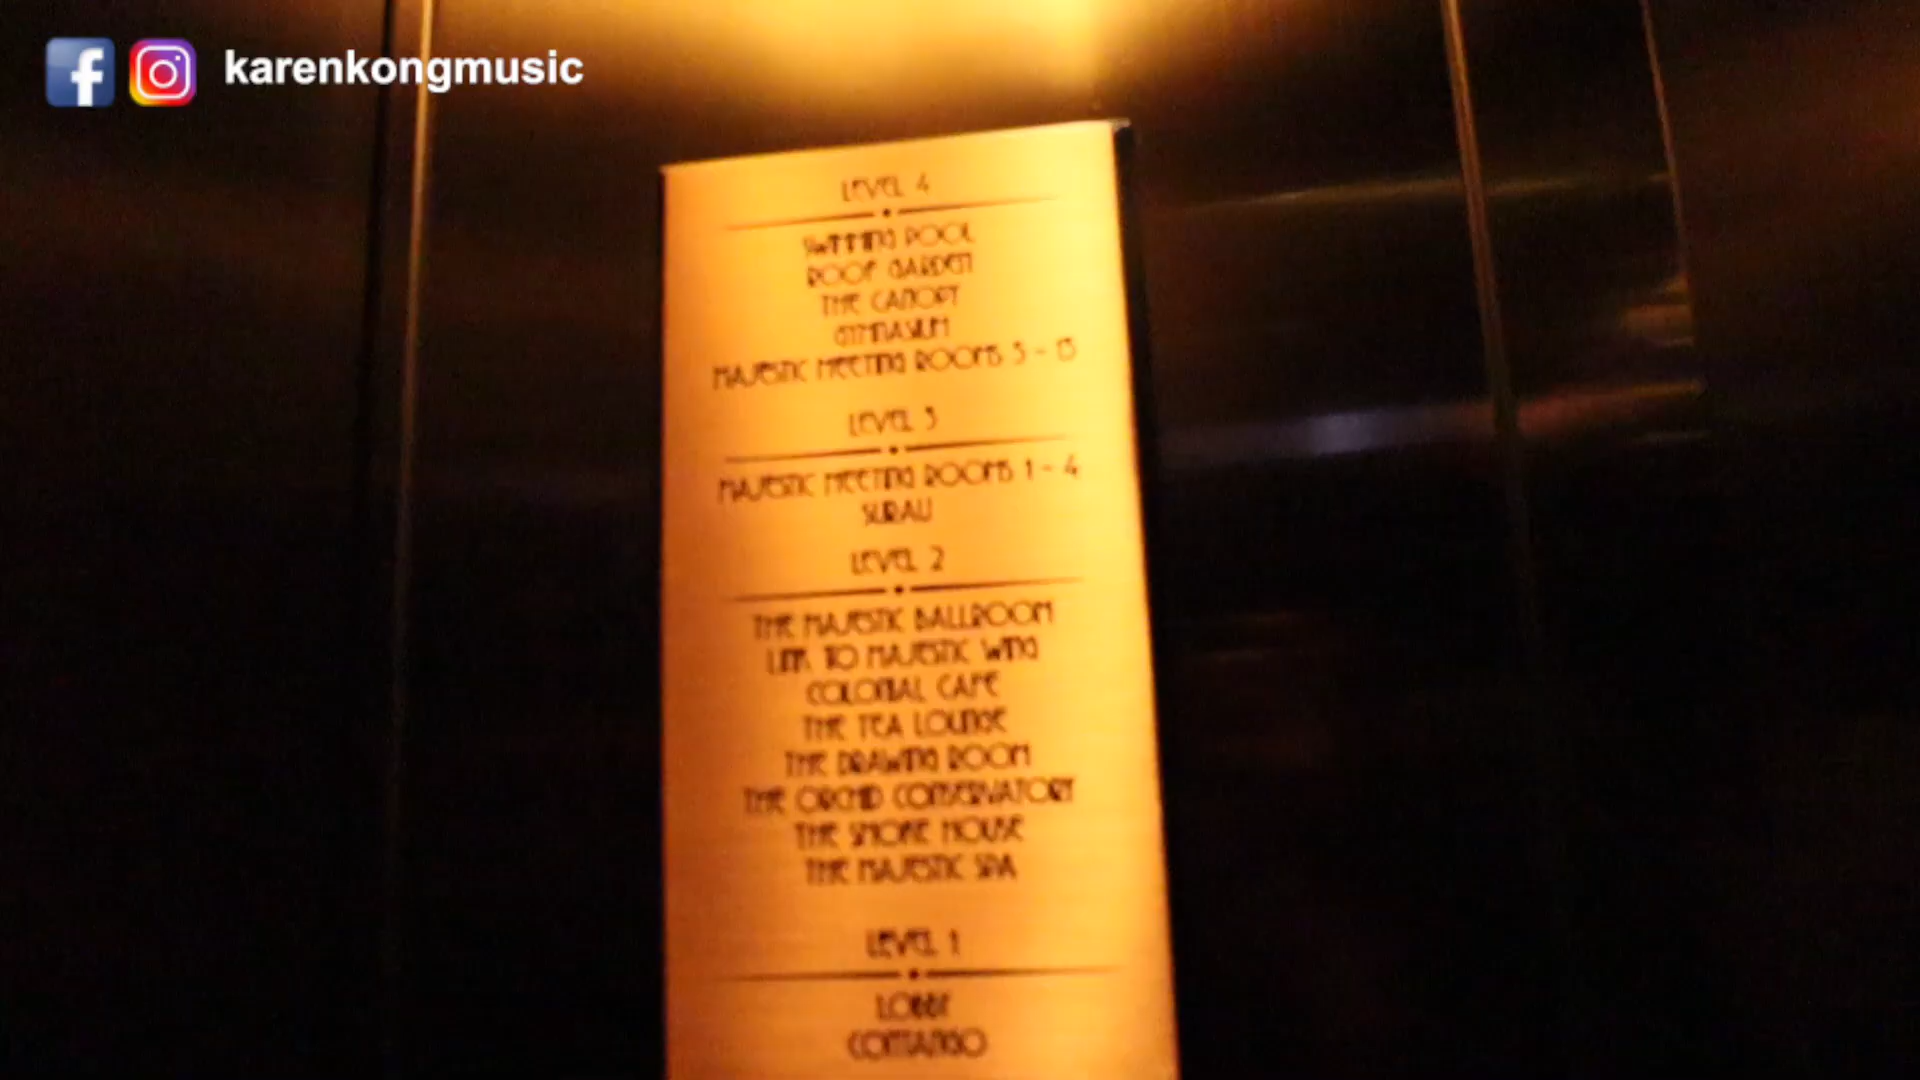 karenkongmusic
LEVEL 4
SWIMMING POOL
ROOF GARDEN
THE CANOPY
GYMNASIUM
MAJESTIC MEETING ROOMS 5 - 15
LEVEL 3
MAJESTIC MEETING ROOMS 1 - 4
SURAU
LEVEL 2
THE MAJESTIC BALLROOM
LINK TO MAJESTIC WING
COLONIAL CAFE
THE TEA LOUNGE
THE DRAWING ROOM
THE ORCHID CONSERVATORY
THE SMOKE HOUSE
THE MAJESTIC SPA
LEVEL 1
LOBBY
CONTANGO